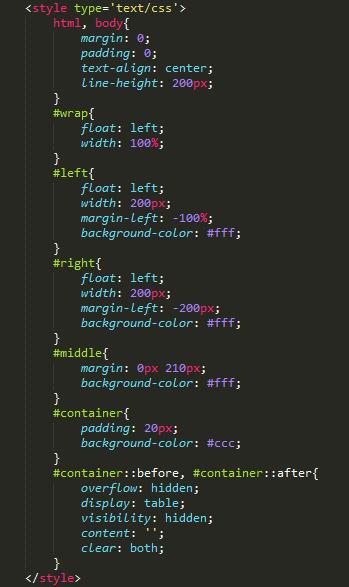 <style type='text/css'>
    html, body{
        margin: 0;
        padding: 0;
        text-align: center;
        line-height: 200px;
    }
    #wrap{
        float: left;
        width: 100%;
    }
    #left{
        float: left;
        width: 200px;
        margin-left: -100%;
        background-color: #fff;
    }
    #right{
        float: left;
        width: 200px;
        margin-left: -200px;
        background-color: #fff;
    }
    #middle{
        margin: 0px 210px;
        background-color: #fff;
    }
    #container{
        padding: 20px;
        background-color: #ccc;
    }
    #container::before, #container::after{
        overflow: hidden;
        display: table;
        visibility: hidden;
        content: '';
        clear: both;
    }
</style>